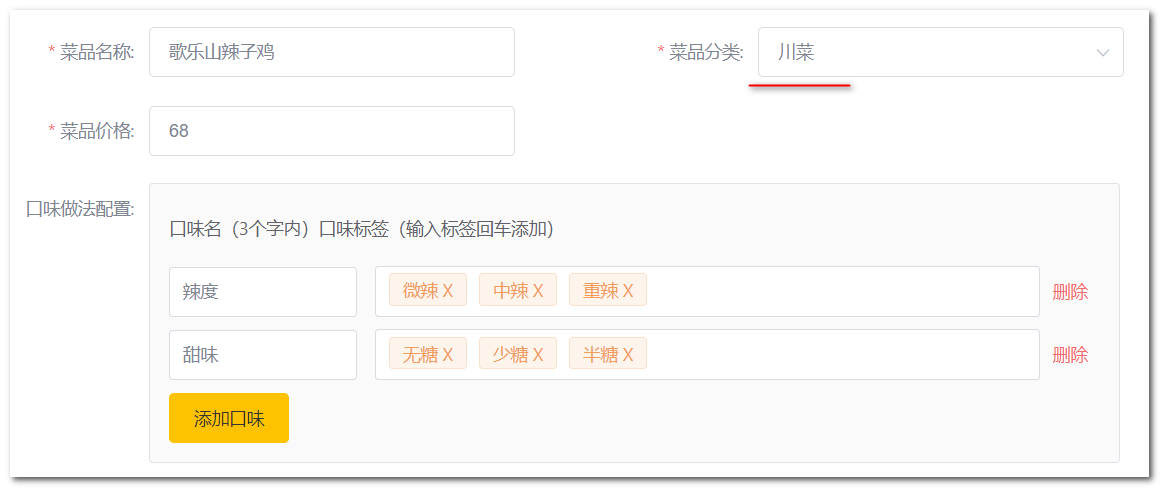 * 菜品名称: 歌乐山辣子鸡 * 菜品分类: 川菜
* 菜品价格: 68
口味做法配置:
口味名（3个字内）口味标签（输入标签回车添加）
辣度 微辣 X 中辣 X 重辣 X 删除
甜味 无糖 X 少糖 X 半糖 X 删除
添加口味